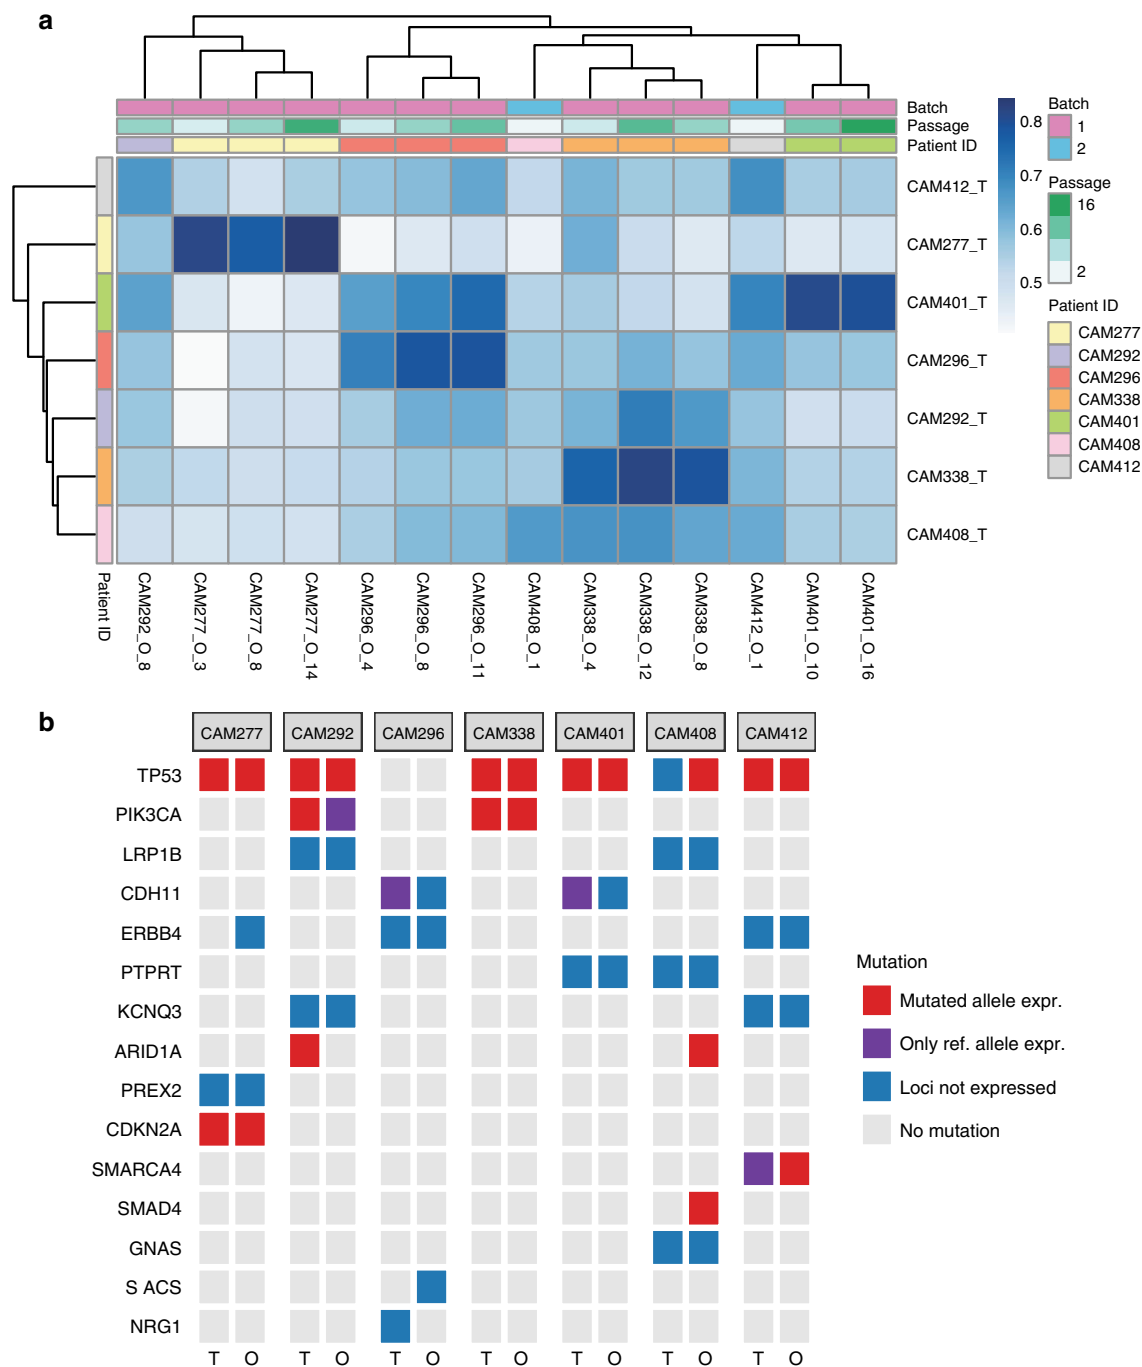 a
Batch
Passage
Patient ID
CAM412_T
CAM277_T
CAM401_T
CAM296_T
CAM292_T
CAM338_T
CAM408_T
0.8
0.7
0.6
0.5
Batch
1
2
Passage
16
2
Patient ID
CAM277
CAM292
CAM296
CAM338
CAM401
CAM408
CAM412
Patient ID
CAM292_O_8
CAM277_O_3
CAM277_O_8
CAM277_O_14
CAM296_O_4
CAM296_O_8
CAM296_O_11
CAM408_O_1
CAM338_O_4
CAM338_O_12
CAM338_O_8
CAM412_O_1
CAM401_O_10
CAM401_O_16
b
CAM277 CAM292 CAM296 CAM338 CAM401 CAM408 CAM412
TP53
PIK3CA
LRP1B
CDH11
ERBB4
PTPRT
KCNQ3
ARID1A
PREX2
CDKN2A
SMARCA4
SMAD4
GNAS
S ACS
NRG1
T O T O T O T O T O T O T O
Mutation
Mutated allele expr.
Only ref. allele expr.
Loci not expressed
No mutation